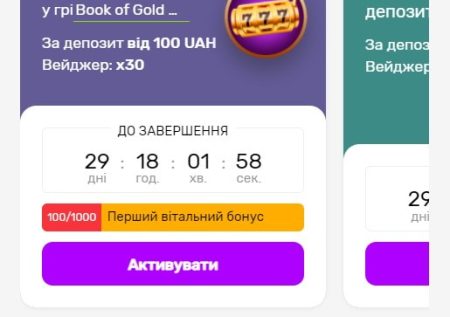 у грі Book of Gold ...
За депозит від 100 UAH
Вейджер: x30
777
ДО ЗАВЕРШЕННЯ
29 : 18 : 01 : 58
дні год. хв. сек.
100/1000 Перший вітальний бонус
Активувати
депозит
За
Вейджер
29
дні